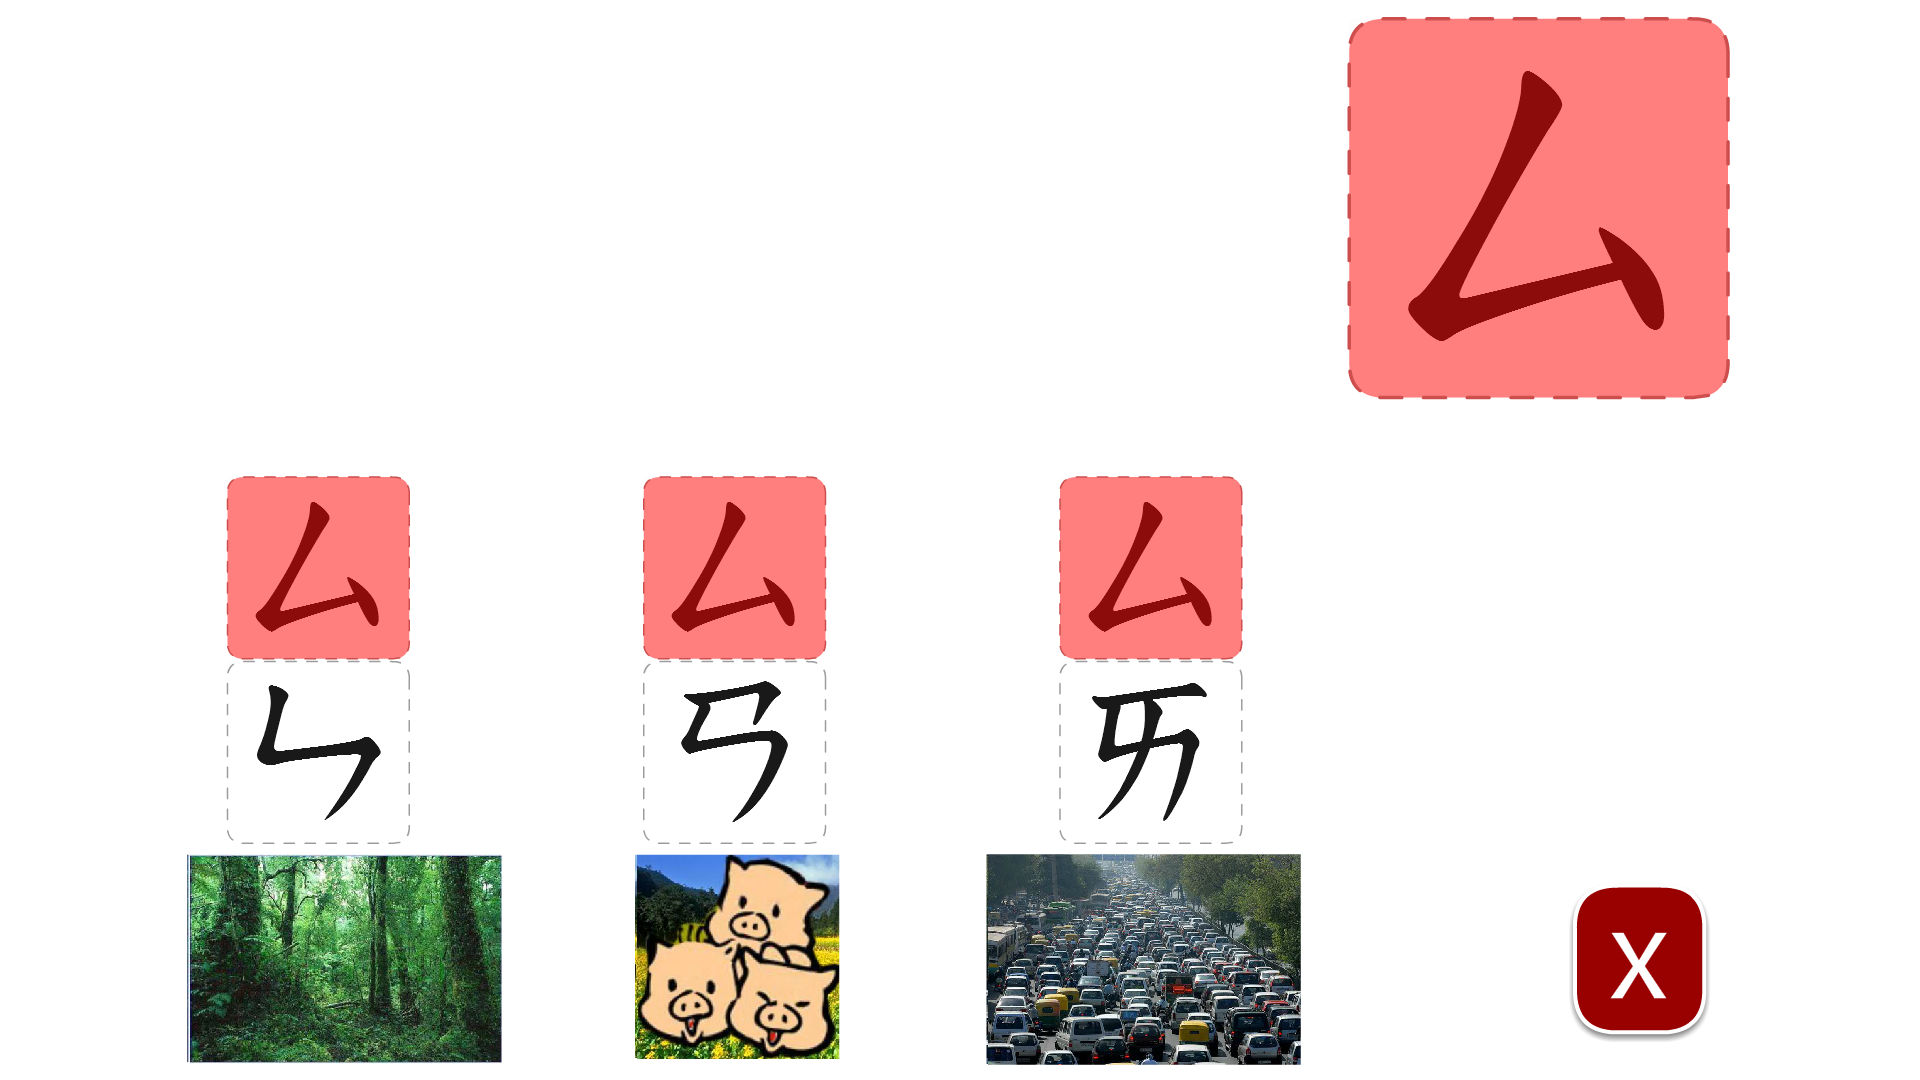 ㄙ
ㄙ ㄙ ㄙ
ㄣ ㄢ ㄞ
X